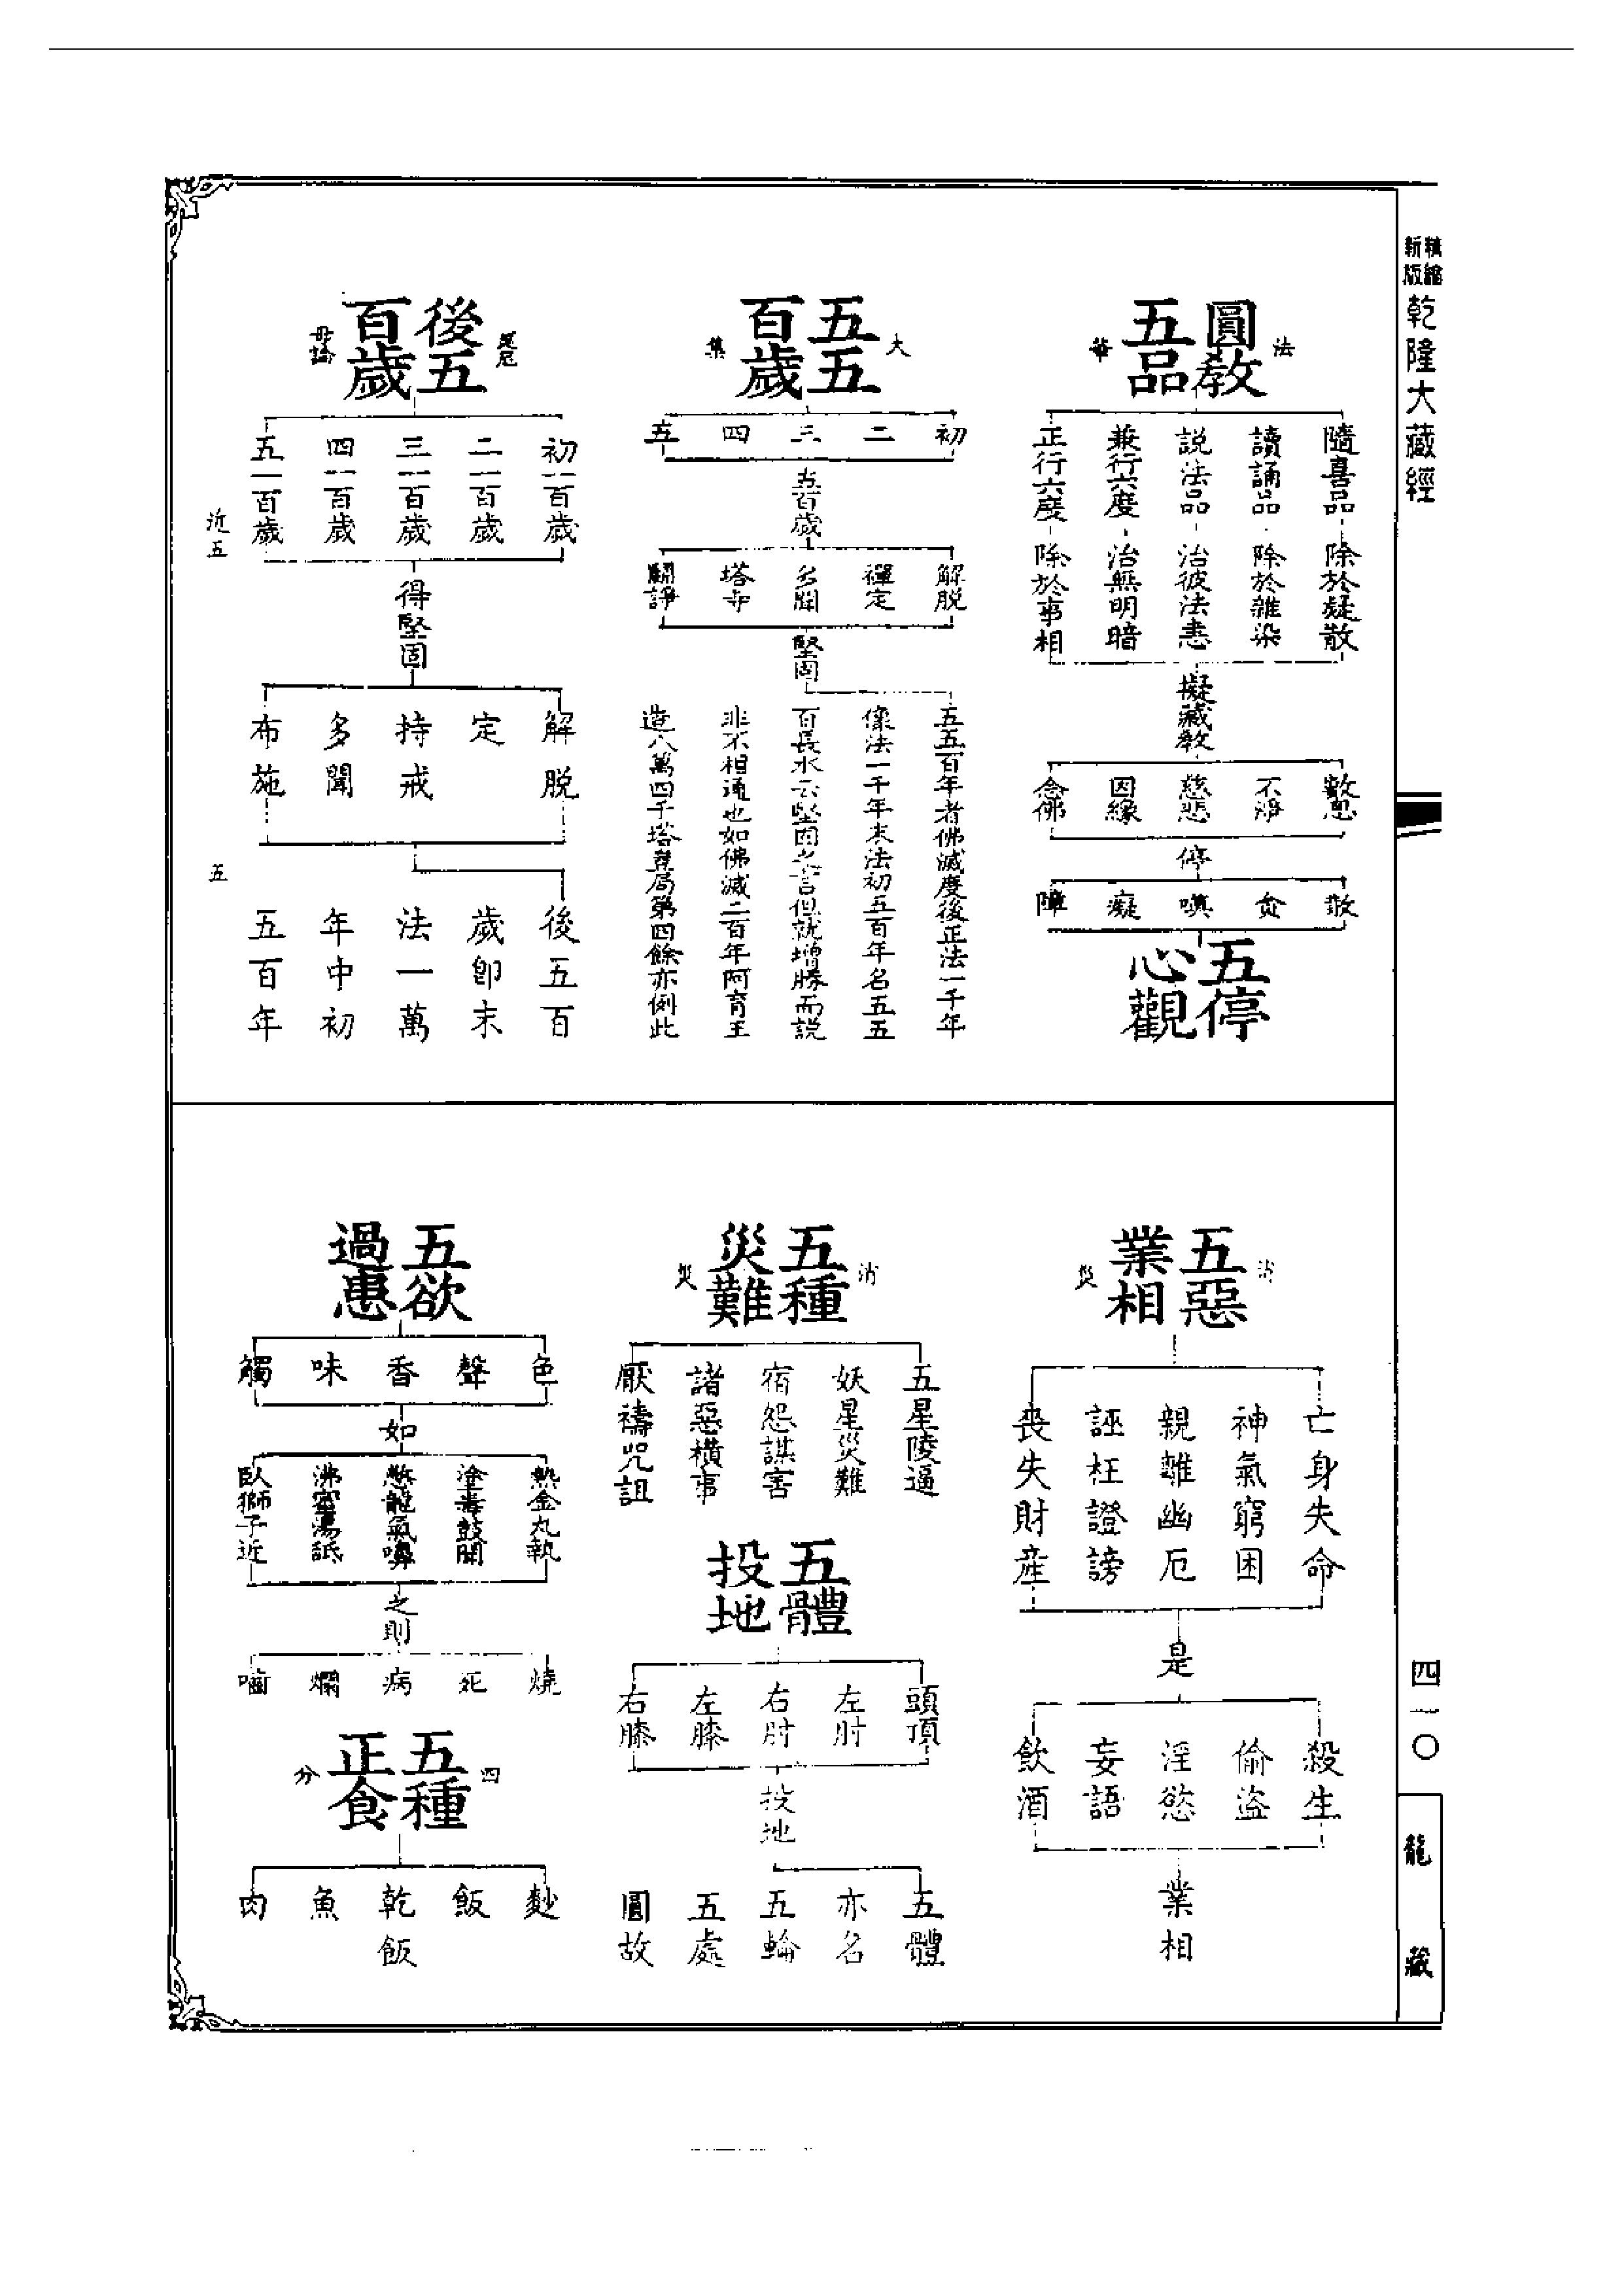 精縮
新版
乾隆大藏經
四一〇
龍藏
圓教
五品
法
華
隨喜品
讀誦品
説法品
兼行六度
正行六度
除於疑散
除於雜染
治彼法恚
治無明暗
除於事相
擬藏教
數息
不淨
慈悲
因緣
念佛
停
散
貪
嗔
癡
障
五停
心觀
五五
百歲
大
集
初
二
三
四
五
五百歲
解脱
禪定
多聞
塔寺
鬬諍
堅固
五五百年者佛滅度後正法一千年
像法一千年末法初五百年名五五
百長水云堅固之言但就增勝而説
非不相通也如佛滅二百年阿育王
造八萬四千塔豈局第四餘亦例此
後五
百歲
毘尼
母論
初一百歲
二一百歲
三一百歲
四一百歲
五一百歲
得堅固
解脱
定
持戒
多聞
布施
後五百
歲即末
法一萬
年中初
五百年
近五
五
五惡
業相
消
災
亡身失命
神氣窮困
親離幽厄
誣枉證謗
喪失財産
是
殺生
偷盜
淫慾
妄語
飲酒
業相
五種
災難
消
災
五星陵逼
妖星災難
宿怨謀害
諸惡橫事
厭禱咒詛
五體
投地
頭頂
左肘
右肘
左膝
右膝
投地
五體
亦名
五輪
五處
圓故
五欲
過患
色
聲
香
味
觸
如
熱金丸執
塗毒鼓聞
憋龍氣嗅
沸蜜湯舐
臥獅子近
之則
燒
死
病
爛
嚙
五種
正食
四
分
麨
飯
乾飯
魚
肉